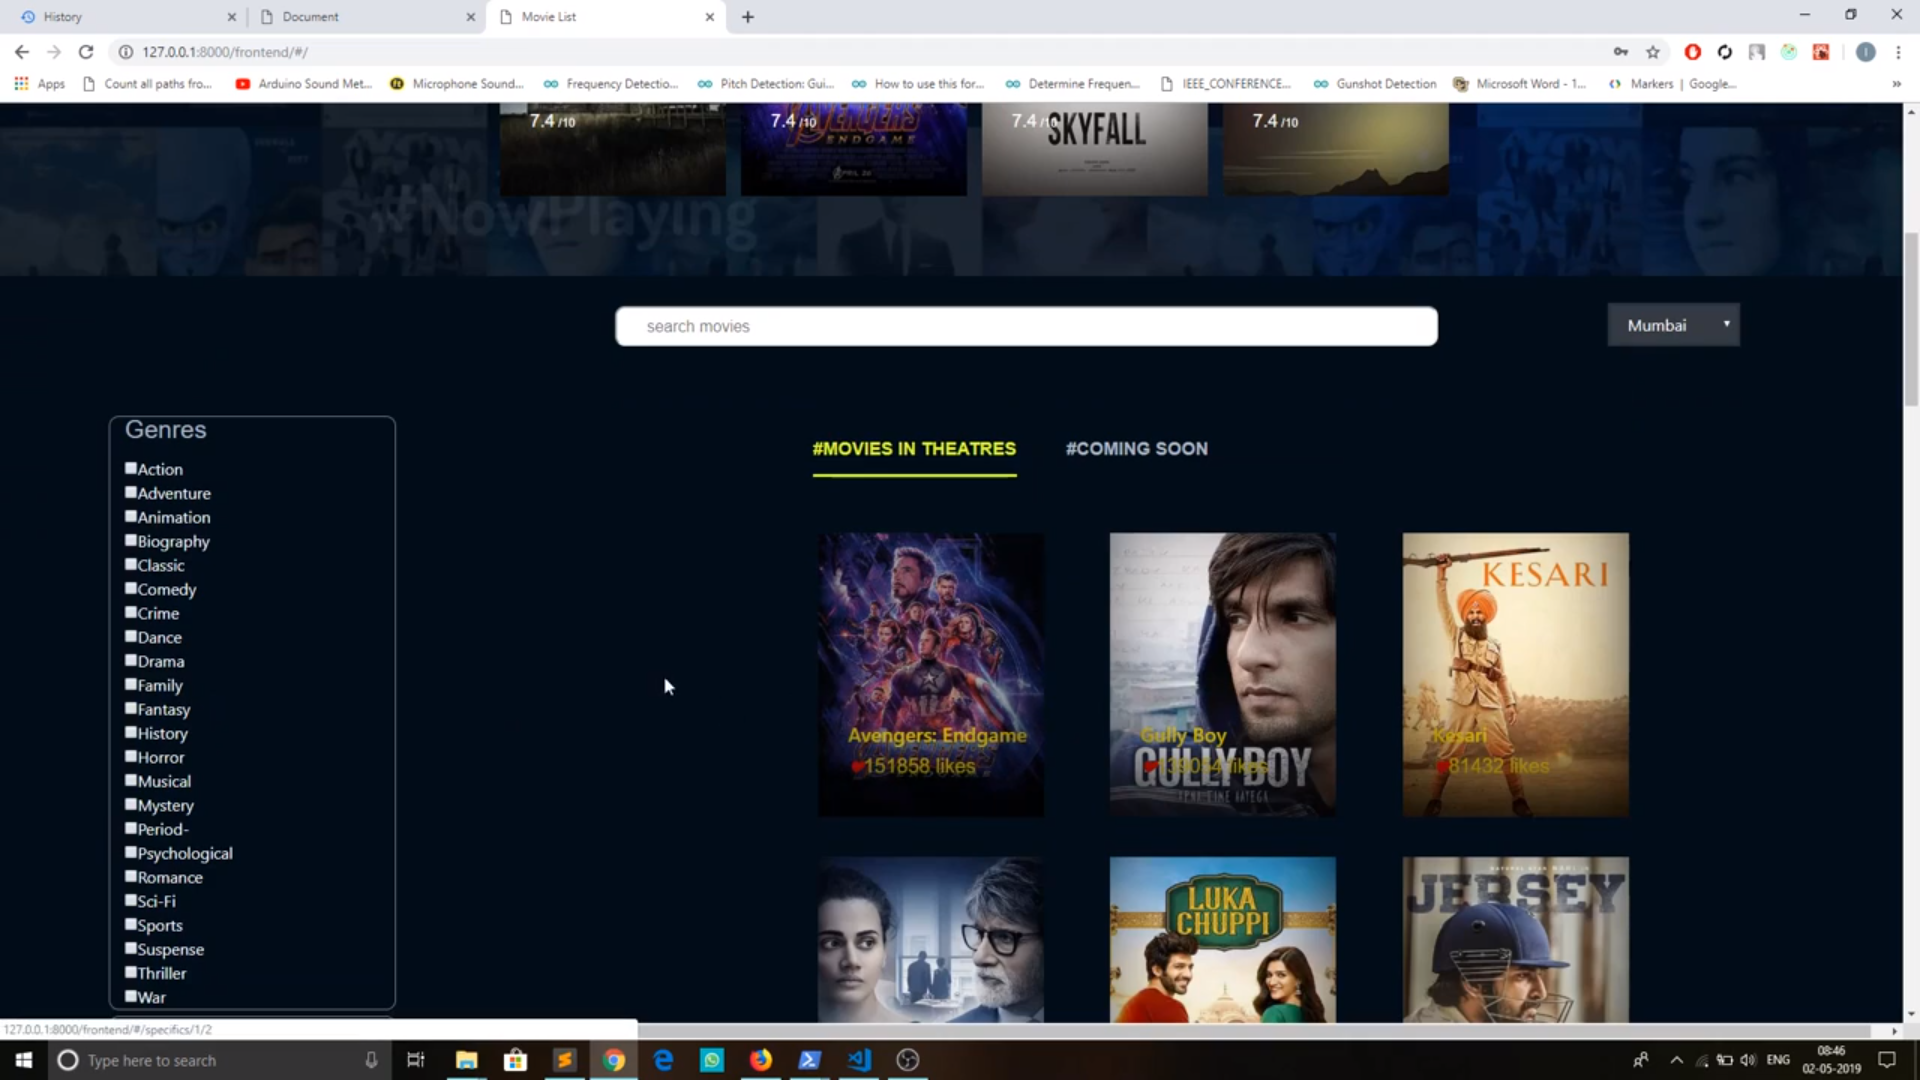 History
Document
Movie List
127.0.0.1:8000/frontend/#/
Apps
Count all paths fro...
Arduino Sound Met...
Microphone Sound...
Frequency Detectio...
Pitch Detection: Gui...
How to use this for...
Determine Frequen...
IEEE_CONFERENCE...
Gunshot Detection
Microsoft Word - 1...
Markers | Google...
7.4 /10
7.4 /10
7.4 /10
7.4 /10
AVENGERS
ENDGAME
SKYFALL
#NowPlaying
search movies
Mumbai
Genres
Action
Adventure
Animation
Biography
Classic
Comedy
Crime
Dance
Drama
Family
Fantasy
History
Horror
Musical
Mystery
Period-
Psychological
Romance
Sci-Fi
Sports
Suspense
Thriller
War
#MOVIES IN THEATRES
#COMING SOON
KESARI
Avengers: Endgame
151858 likes
Gully Boy
GULLY BOY
APNA TIME AAYEGA
Kesari
81432 likes
LUKA
CHUPPI
JERSEY
127.0.0.1:8000/frontend/#/specifics/1/2
Type here to search
ENG
08:46
02-05-2019